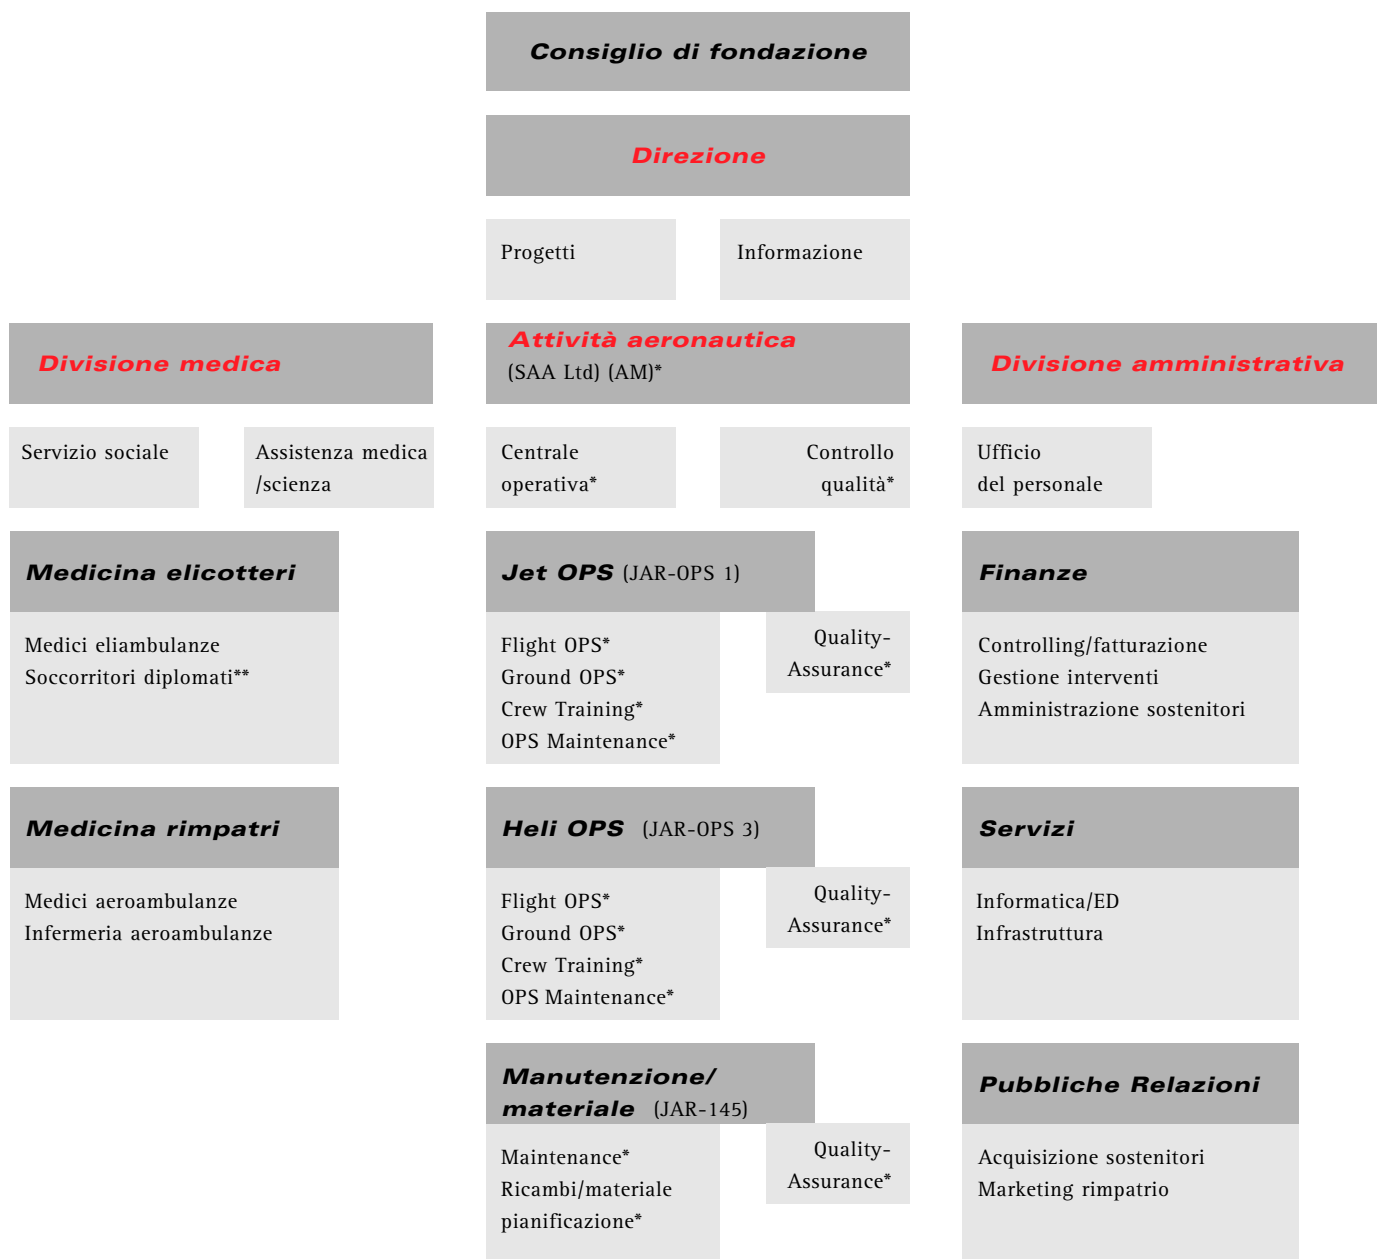 Consiglio di fondazione
Direzione
Progetti
Informazione
Divisione medica
Attività aeronautica
(SAA Ltd) (AM)*
Divisione amministrativa
Servizio sociale
Assistenza medica
/scienza
Centrale
operativa*
Controllo
qualità*
Ufficio
del personale
Medicina elicotteri
Medici eliambulanze
Soccorritori diplomati**
Jet OPS (JAR-OPS 1)
Flight OPS*
Ground OPS*
Crew Training*
OPS Maintenance*
Quality-
Assurance*
Finanze
Controlling/fatturazione
Gestione interventi
Amministrazione sostenitori
Medicina rimpatri
Medici aeroambulanze
Infermeria aeroambulanze
Heli OPS (JAR-OPS 3)
Flight OPS*
Ground OPS*
Crew Training*
OPS Maintenance*
Quality-
Assurance*
Servizi
Informatica/ED
Infrastruttura
Manutenzione/
materiale (JAR-145)
Maintenance*
Ricambi/materiale
pianificazione*
Quality-
Assurance*
Pubbliche Relazioni
Acquisizione sostenitori
Marketing rimpatrio